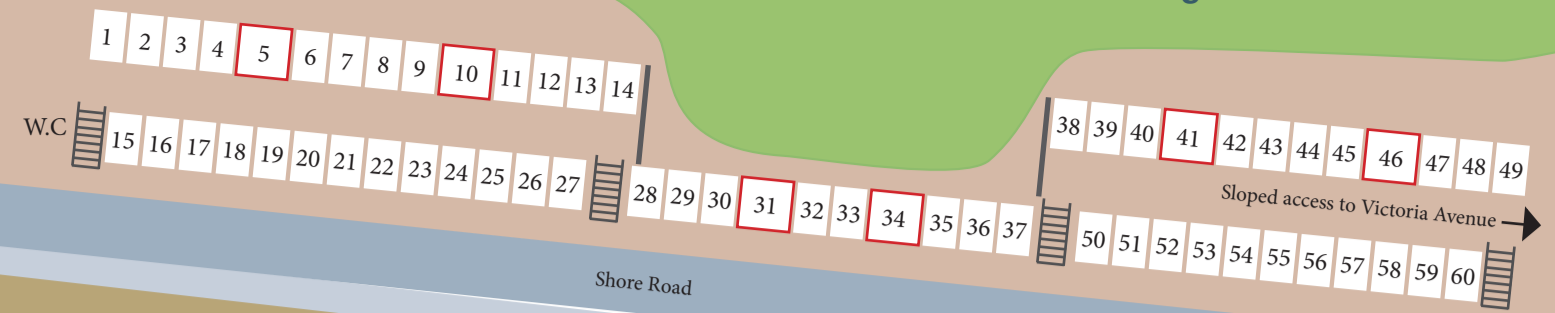 1 2 3 4 5 6 7 8 9 10 11 12 13 14
W.C 15 16 17 18 19 20 21 22 23 24 25 26 27
28 29 30 31 32 33 34 35 36 37
38 39 40 41 42 43 44 45 46 47 48 49
Sloped access to Victoria Avenue
50 51 52 53 54 55 56 57 58 59 60
Shore Road